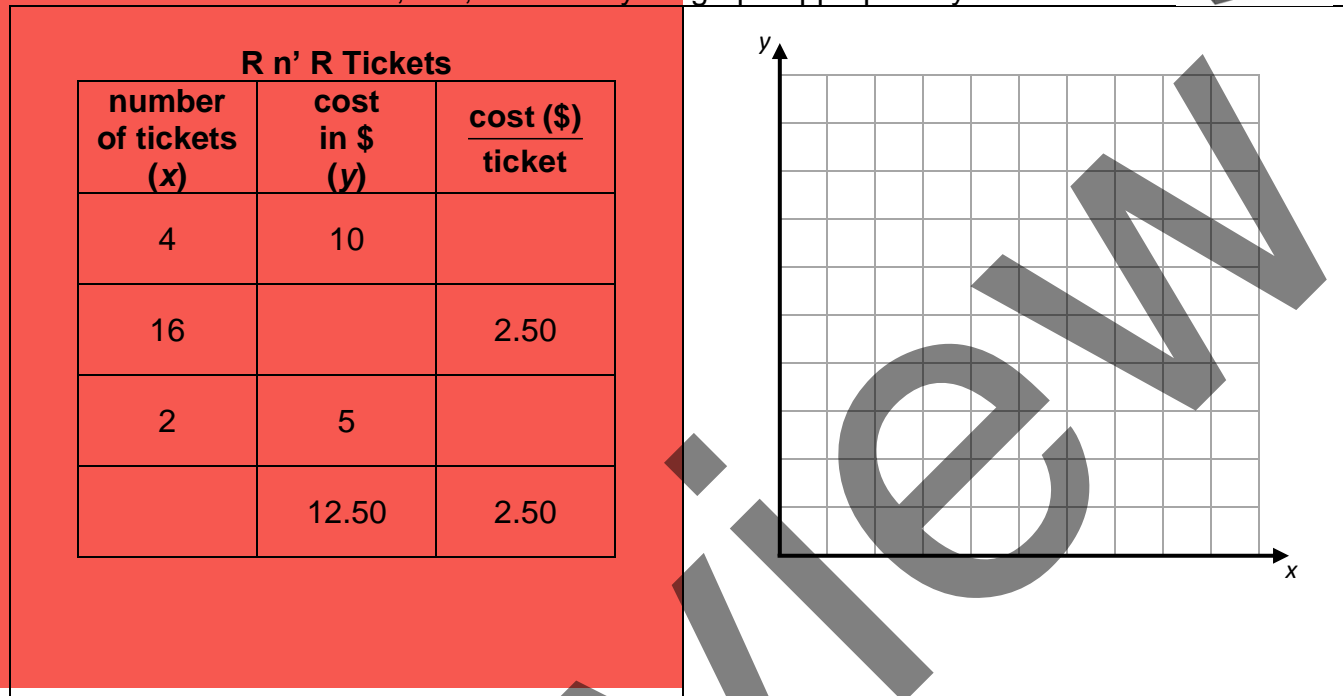 R n' R Tickets
number
of tickets
(x)
cost
in $
(y)
cost ($)
ticket
4
10
16
2.50
2
5
12.50
2.50
y
x
iew